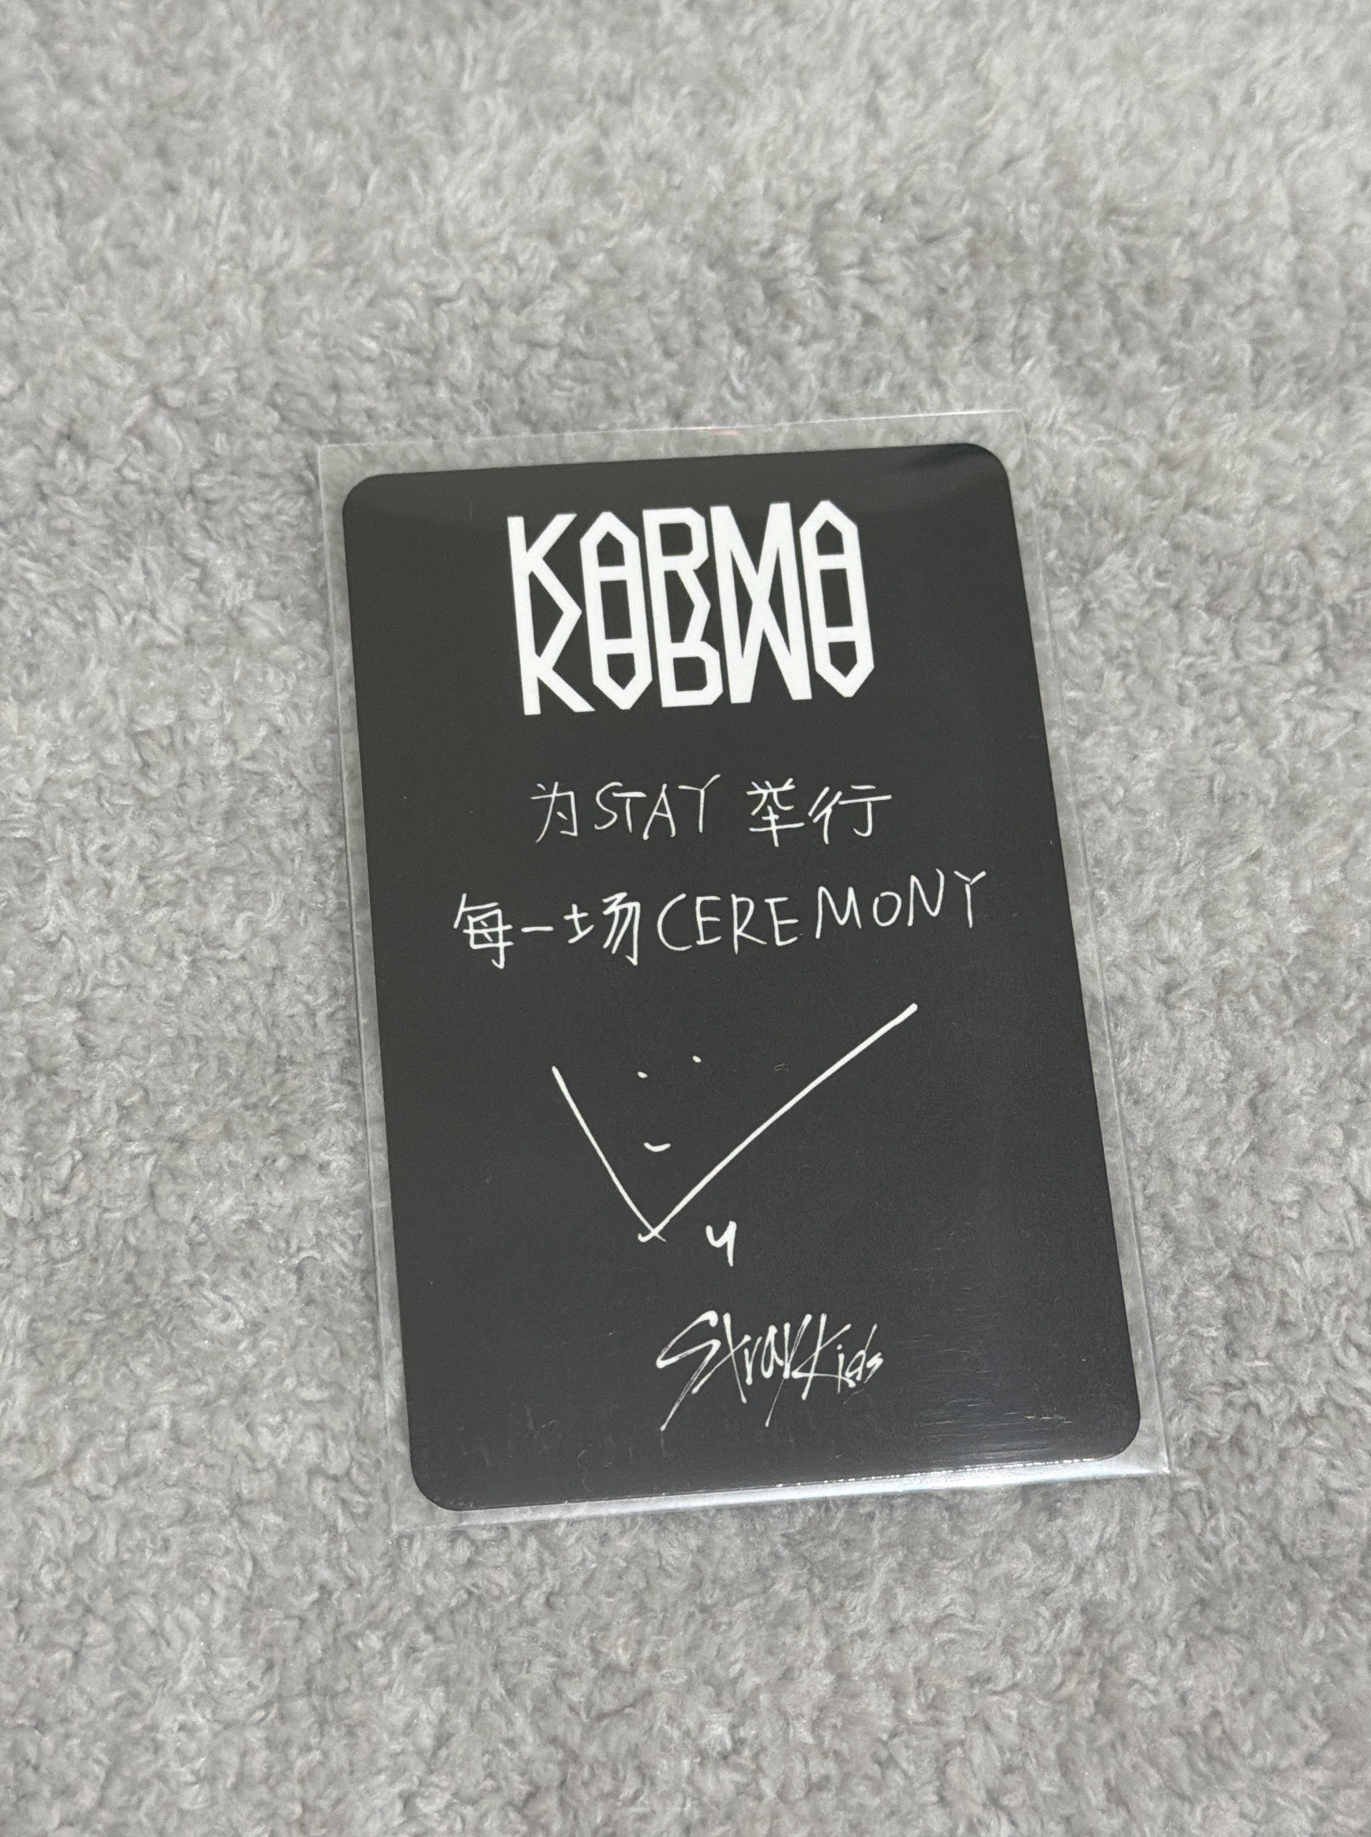 KARMA
为STAY 举行
每一场CEREMONY
Stray Kids